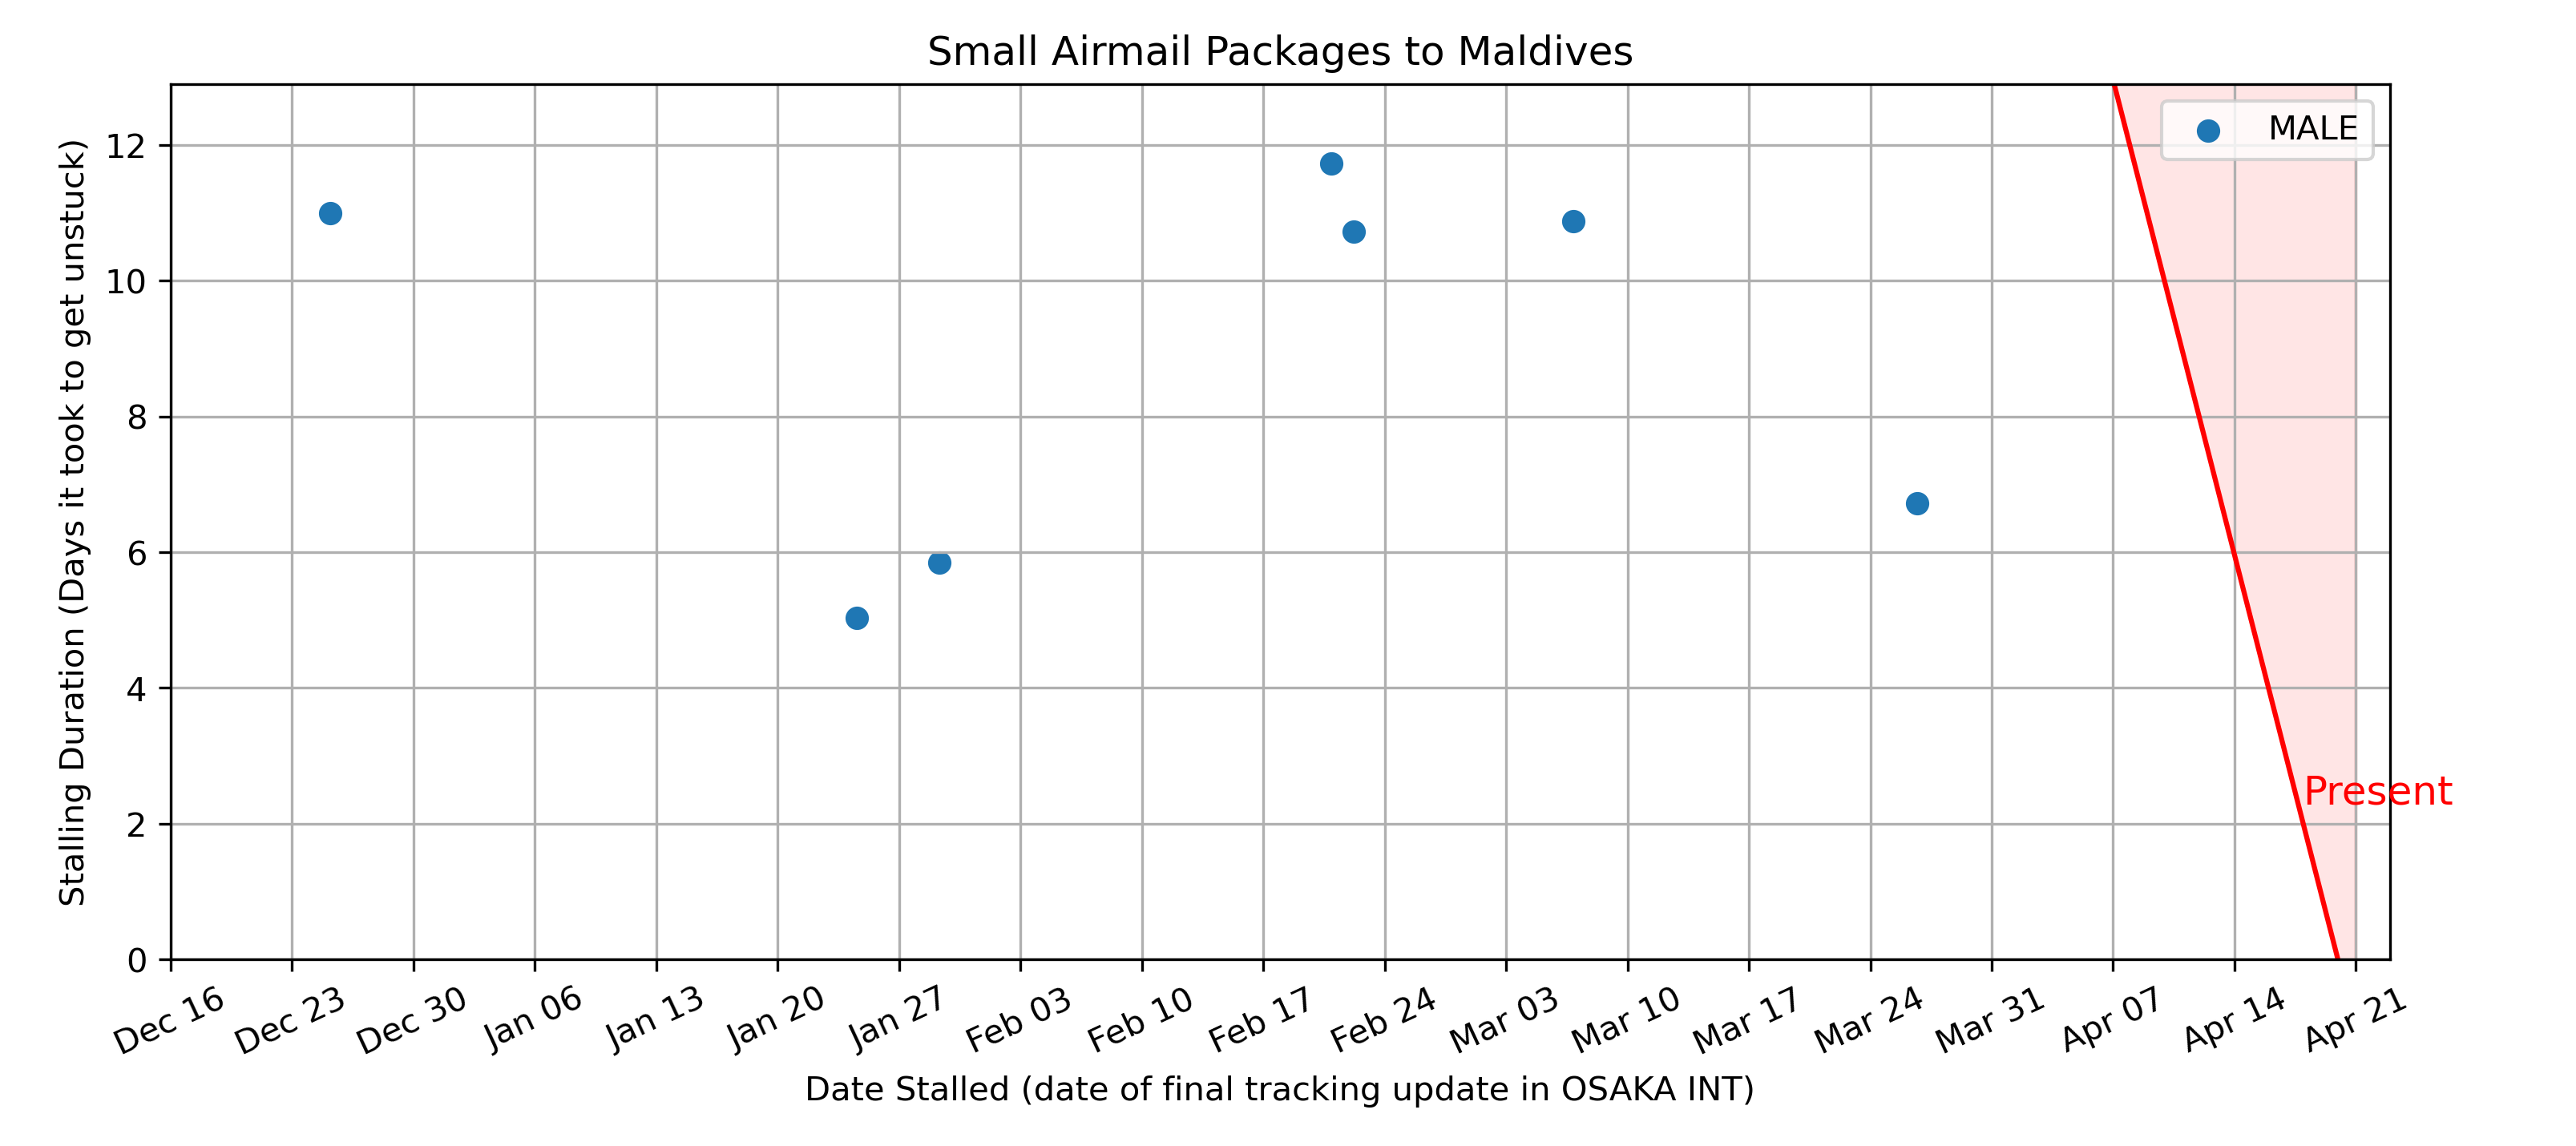 Small Airmail Packages to Maldives
MALE
Stalling Duration (Days it took to get unstuck)
12
10
8
6
4
2
0
Present
Dec 16
Dec 23
Dec 30
Jan 06
Jan 13
Jan 20
Jan 27
Feb 03
Feb 10
Feb 17
Feb 24
Mar 03
Mar 10
Mar 17
Mar 24
Mar 31
Apr 07
Apr 14
Apr 21
Date Stalled (date of final tracking update in OSAKA INT)